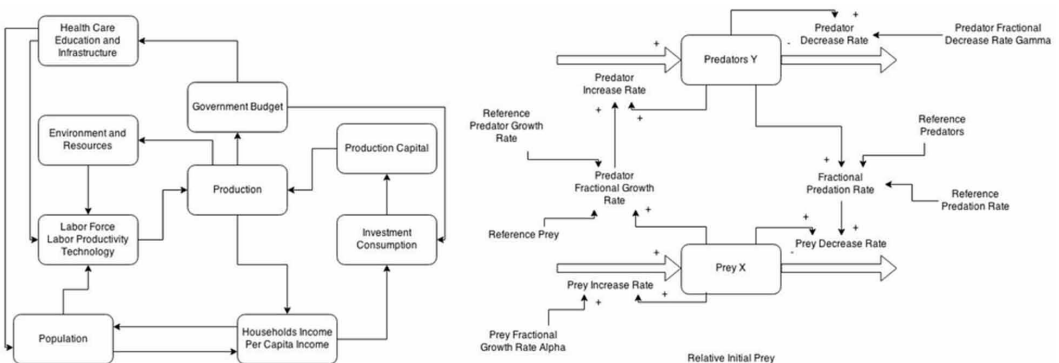 Health Care
Education and
Infrastructure
Government Budget
Environment and
Resources
Production Capital
Production
Labor Force
Labor Productivity
Technology
Investment
Consumption
Population
Households Income
Per Capita Income
+
Predators Y
-
+
Predator
Decrease Rate
Predator Fractional
Decrease Rate Gamma
Predator
Increase Rate
+
+
Reference
Predator Growth
Rate
Reference
Predators
+
Predator
Fractional Growth
Rate
+
Fractional
Predation Rate
Reference
Predation Rate
Reference Prey
+
+
+
Prey Decrease Rate
+
Prey X
-
Prey Increase Rate
+
+
Prey Fractional
Growth Rate Alpha
Relative Initial Prey